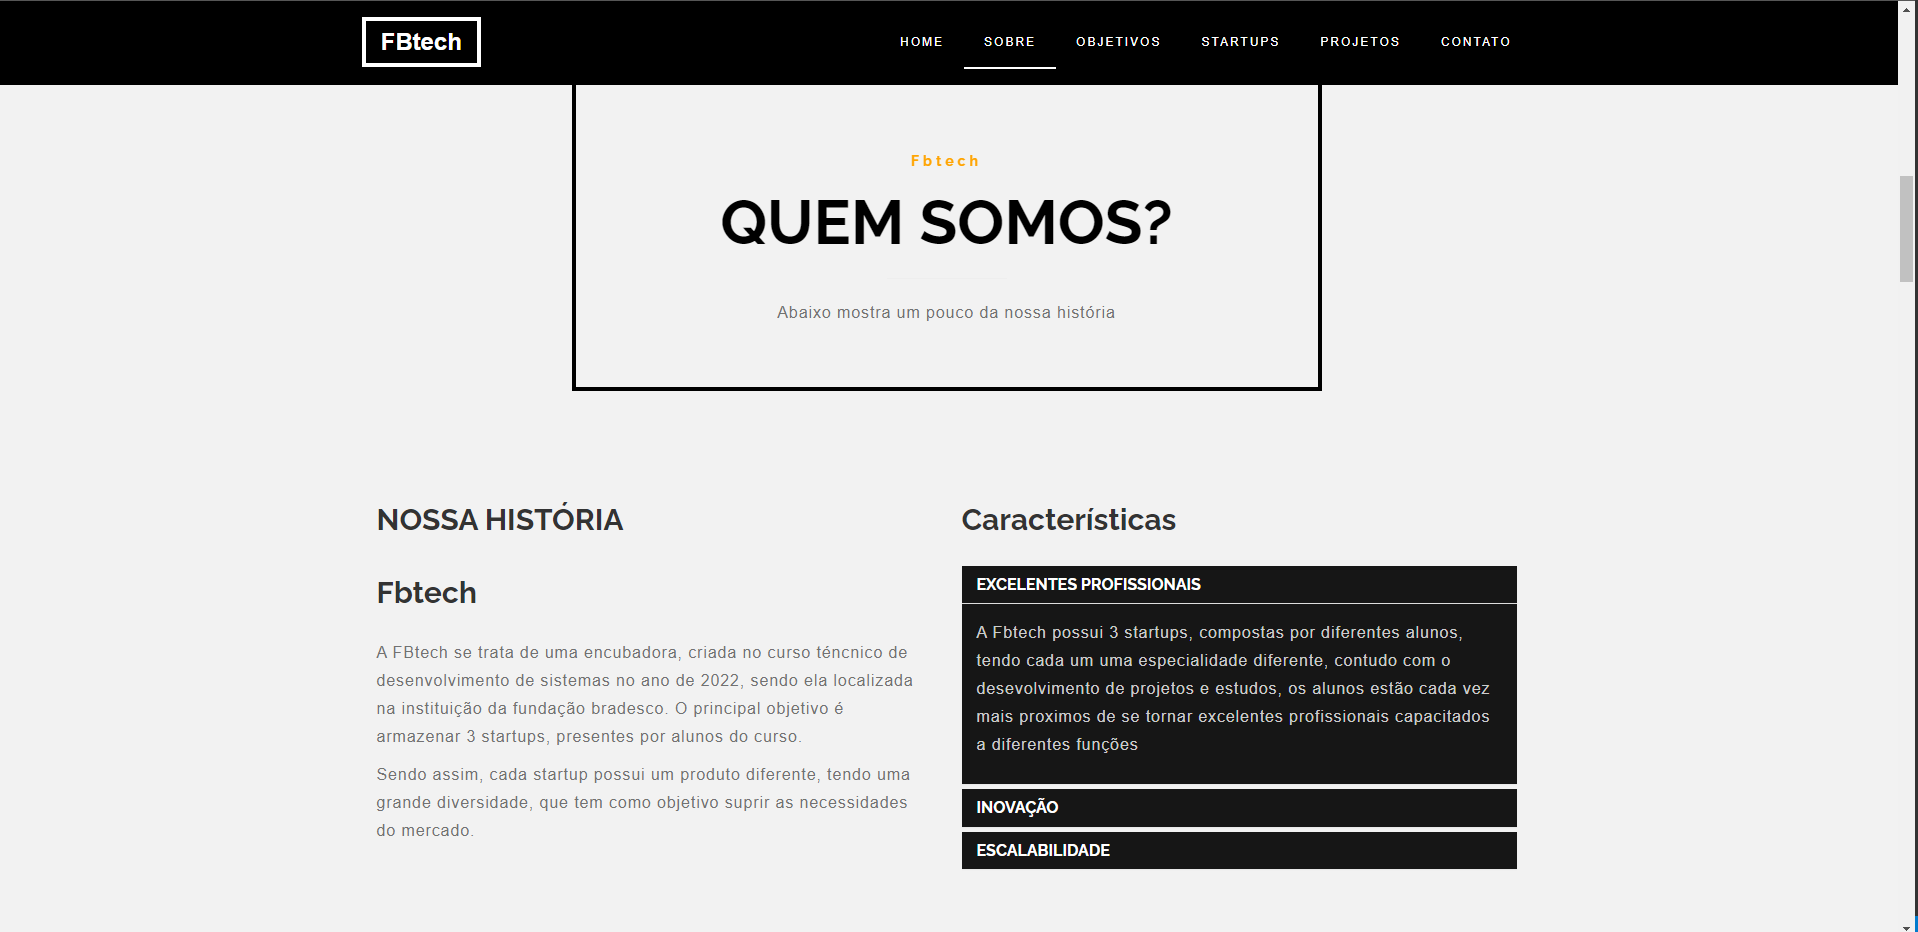 FBtech
HOME SOBRE OBJETIVOS STARTUPS PROJETOS CONTATO
Fbtech
QUEM SOMOS?
Abaixo mostra um pouco da nossa história
NOSSA HISTÓRIA
Fbtech
A FBtech se trata de uma encubadora, criada no curso téncnico de
desenvolvimento de sistemas no ano de 2022, sendo ela localizada
na instituição da fundação bradesco. O principal objetivo é
armazenar 3 startups, presentes por alunos do curso.
Sendo assim, cada startup possui um produto diferente, tendo uma
grande diversidade, que tem como objetivo suprir as necessidades
do mercado.
Características
EXCELENTES PROFISSIONAIS
A Fbtech possui 3 startups, compostas por diferentes alunos,
tendo cada um uma especialidade diferente, contudo com o
desevolvimento de projetos e estudos, os alunos estão cada vez
mais proximos de se tornar excelentes profissionais capacitados
a diferentes funções
INOVAÇÃO
ESCALABILIDADE